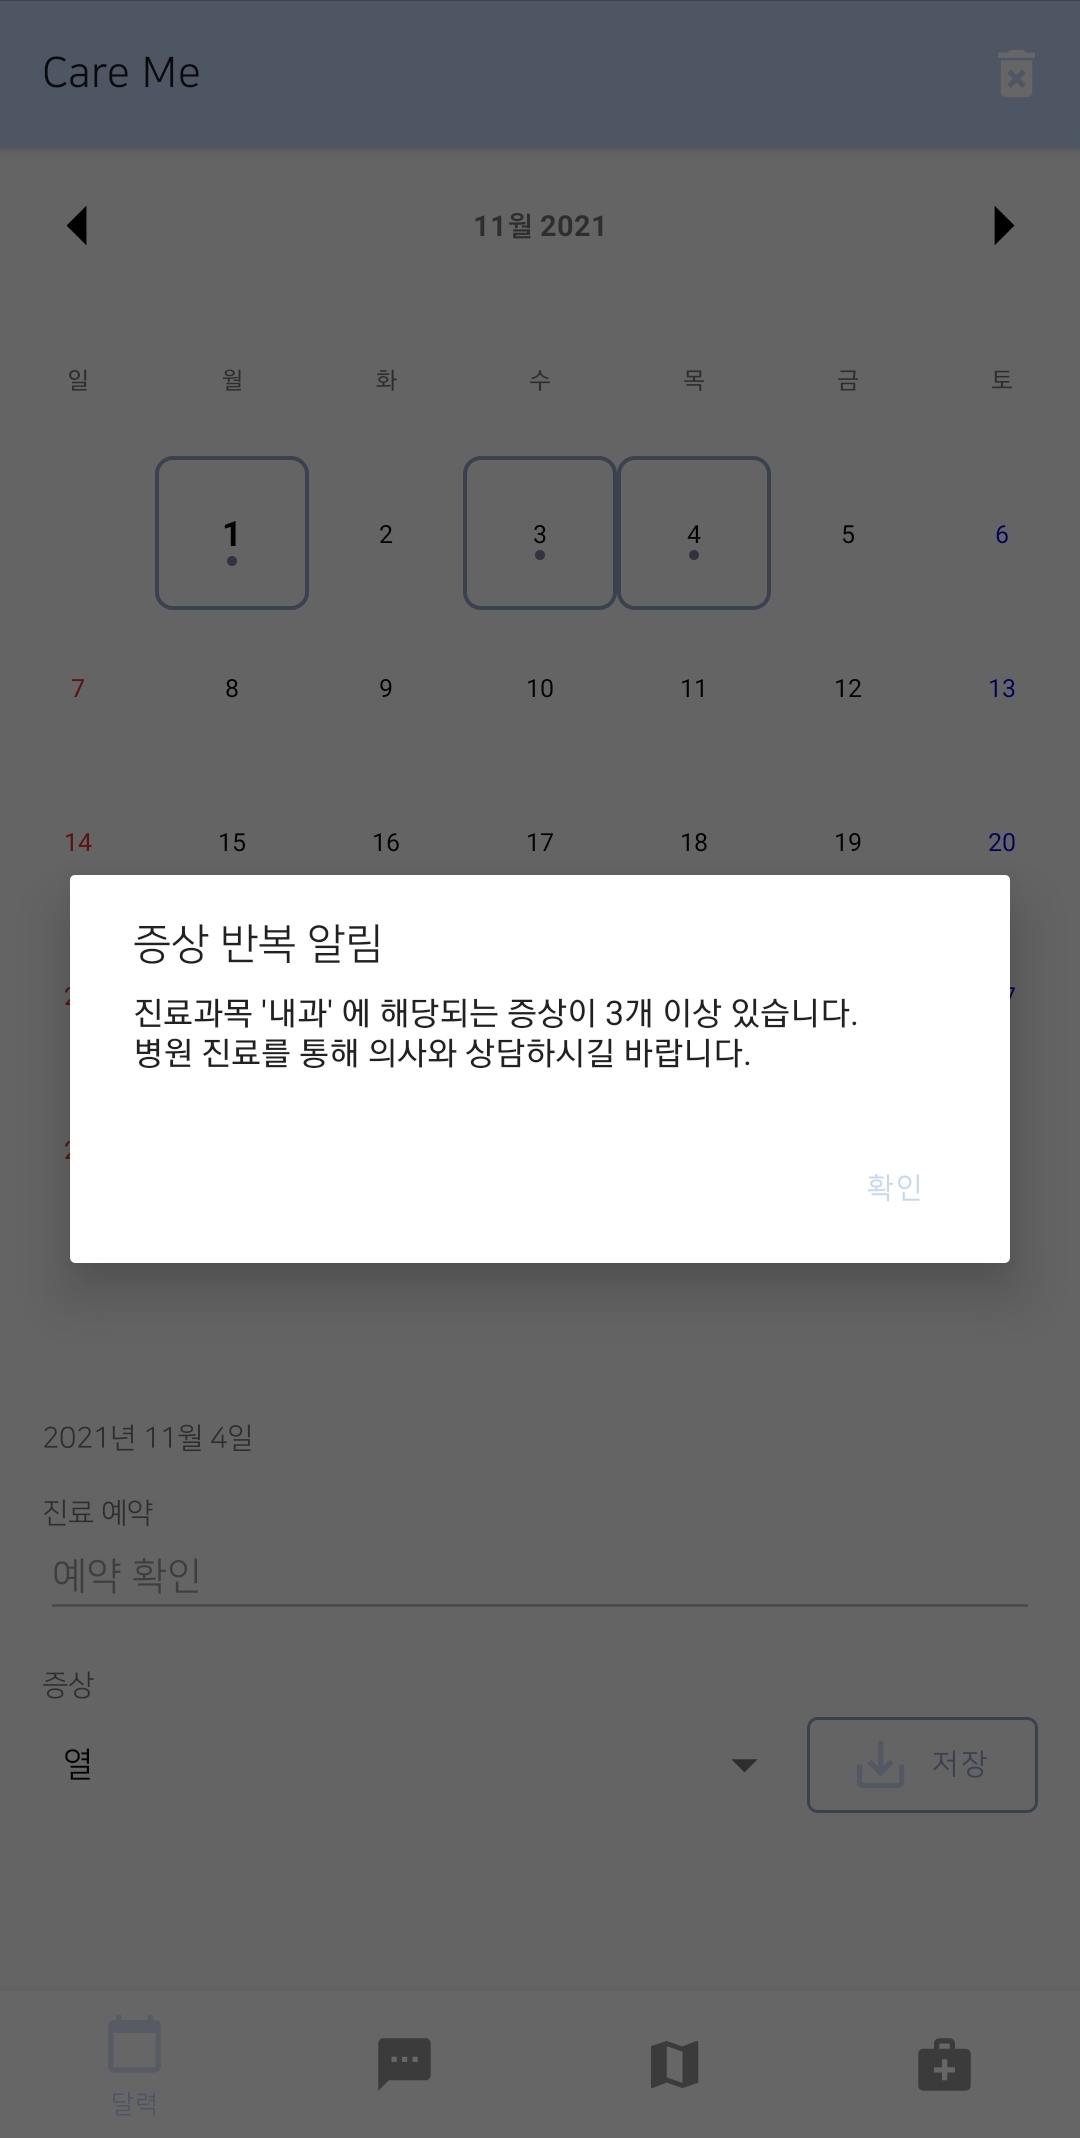 Care Me
11월 2021
일 월 화 수 목 금 토
1 2 3 4 5 6
7 8 9 10 11 12 13
14 15 16 17 18 19 20
증상 반복 알림
진료과목 '내과' 에 해당되는 증상이 3개 이상 있습니다.
병원 진료를 통해 의사와 상담하시길 바랍니다.
확인
2021년 11월 4일
진료 예약
예약 확인
증상
열
저장
달력